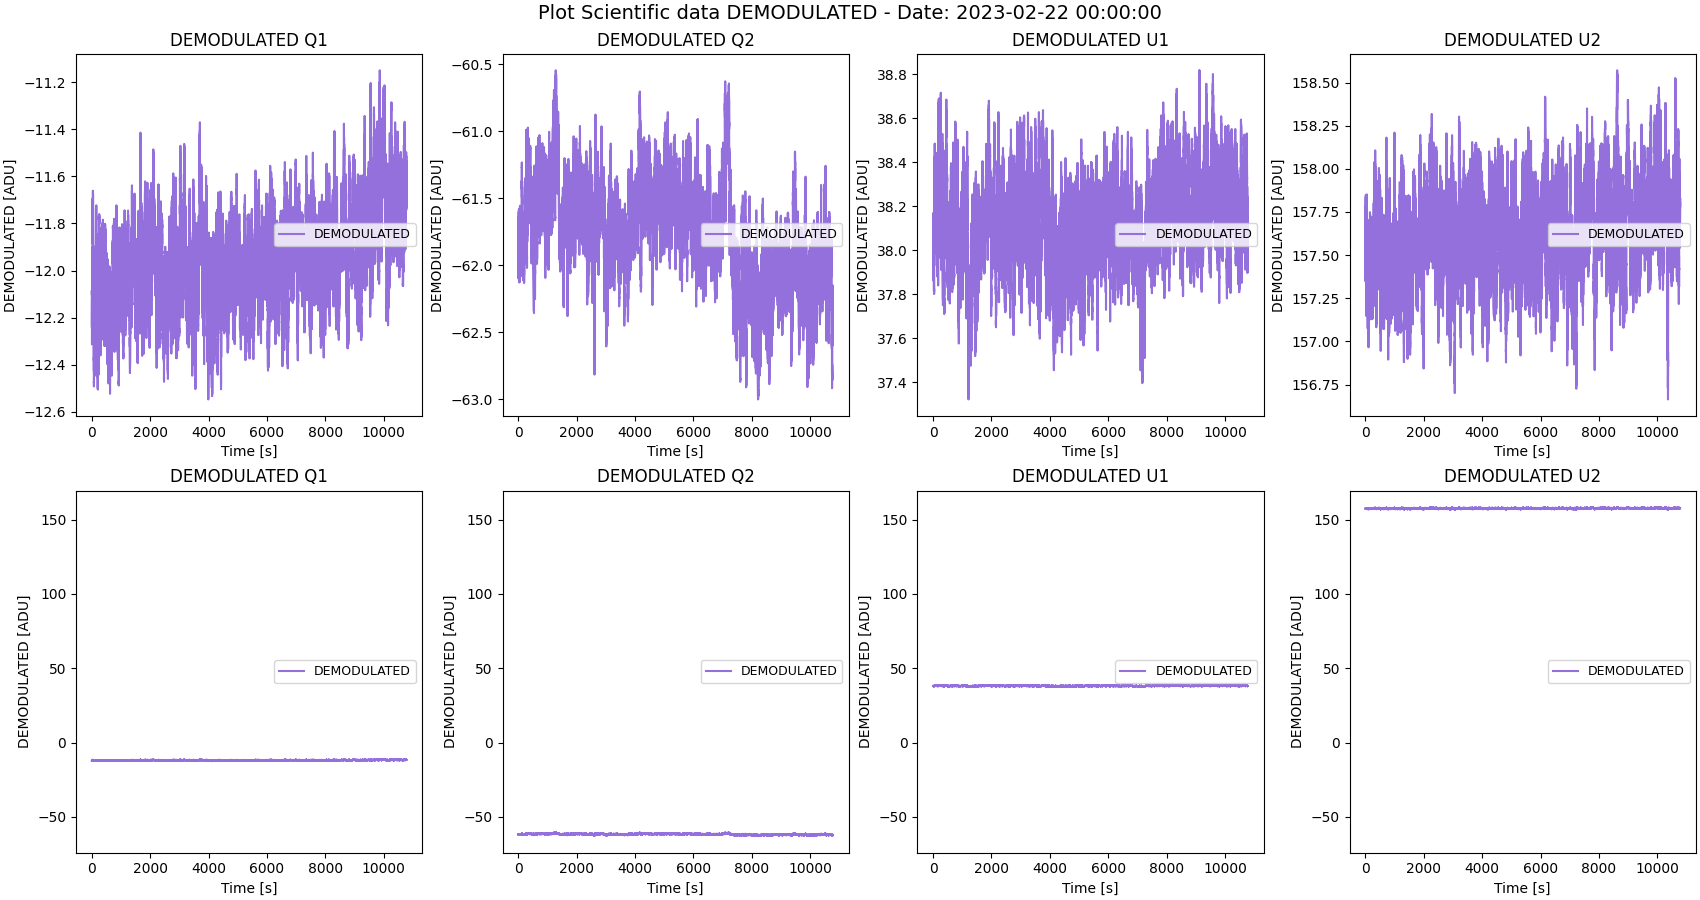 Plot Scientific data DEMODULATED - Date: 2023-02-22 00:00:00
DEMODULATED Q1
DEMODULATED [ADU]
−11.2
−11.4
−11.6
−11.8
−12.0
−12.2
−12.4
−12.6
DEMODULATED
0 2000 4000 6000 8000 10000
Time [s]
DEMODULATED Q2
DEMODULATED [ADU]
−60.5
−61.0
−61.5
−62.0
−62.5
−63.0
DEMODULATED
0 2000 4000 6000 8000 10000
Time [s]
DEMODULATED U1
DEMODULATED [ADU]
38.8
38.6
38.4
38.2
38.0
37.8
37.6
37.4
DEMODULATED
0 2000 4000 6000 8000 10000
Time [s]
DEMODULATED U2
DEMODULATED [ADU]
158.50
158.25
158.00
157.75
157.50
157.25
157.00
156.75
DEMODULATED
0 2000 4000 6000 8000 10000
Time [s]
DEMODULATED Q1
DEMODULATED [ADU]
150
100
50
0
−50
DEMODULATED
0 2000 4000 6000 8000 10000
Time [s]
DEMODULATED Q2
DEMODULATED [ADU]
150
100
50
0
−50
DEMODULATED
0 2000 4000 6000 8000 10000
Time [s]
DEMODULATED U1
DEMODULATED [ADU]
150
100
50
0
−50
DEMODULATED
0 2000 4000 6000 8000 10000
Time [s]
DEMODULATED U2
DEMODULATED [ADU]
150
100
50
0
−50
DEMODULATED
0 2000 4000 6000 8000 10000
Time [s]